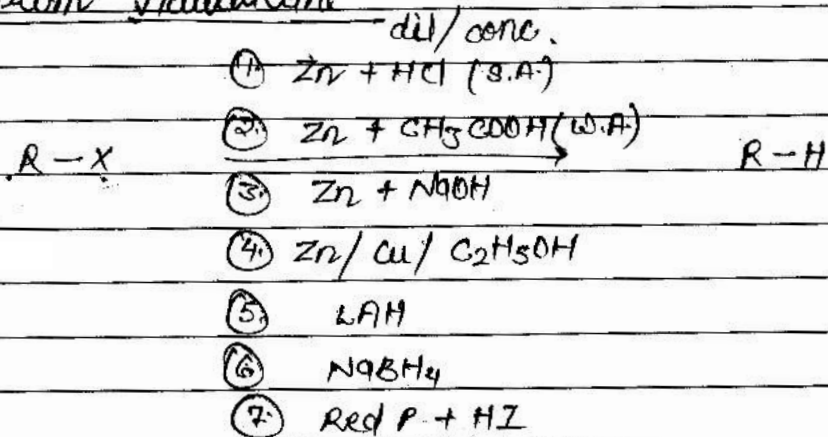 dil/conc.
① Zn + HCl (S.A.)
② Zn + CH3COOH (W.A.)
R - X → R - H
③ Zn + NaOH
④ Zn/Cu/C2H5OH
⑤ LAH
⑥ NaBH4
⑦ Red P + HI